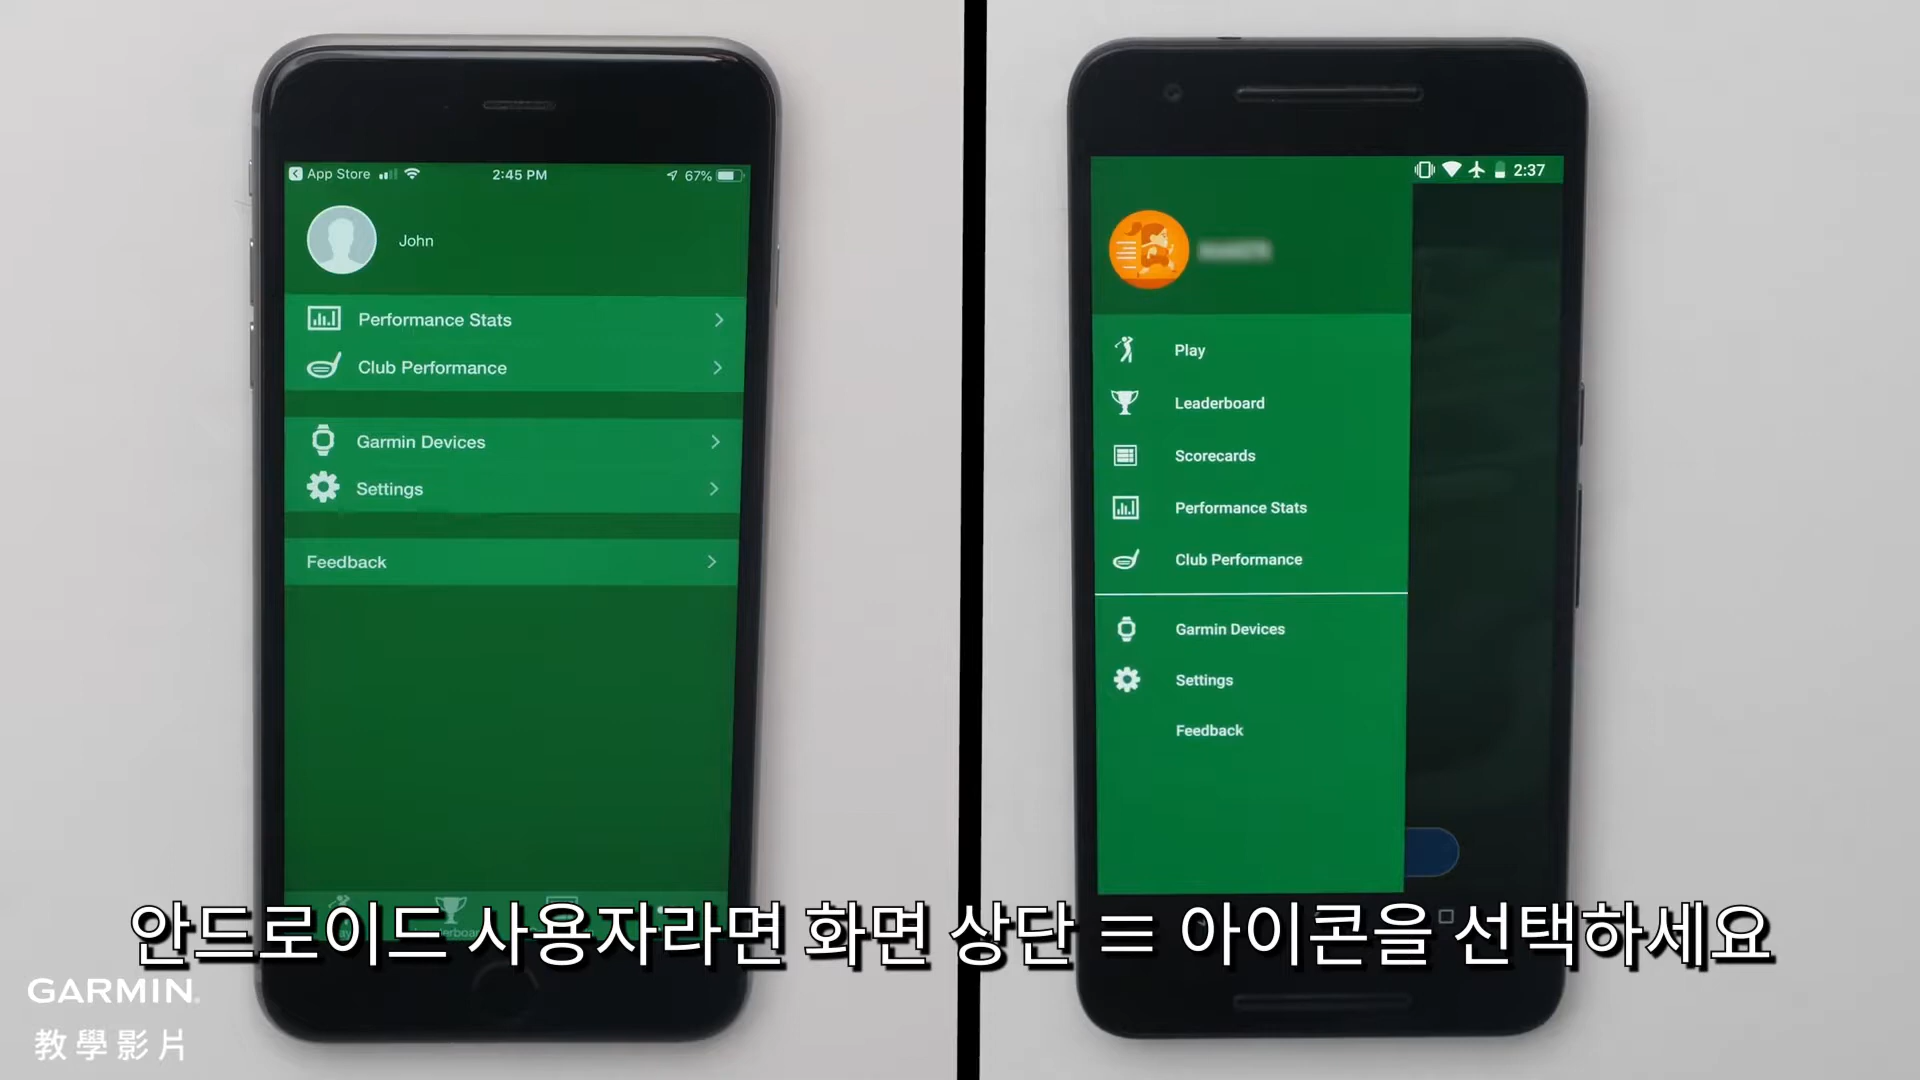 App Store
2:45 PM
67%
John
Performance Stats
Club Performance
Garmin Devices
Settings
Feedback
2:37
Play
Leaderboard
Scorecards
Performance Stats
Club Performance
Garmin Devices
Settings
Feedback
안드로이드 사용자라면 화면 상단 ☰ 아이콘을 선택하세요
GARMIN
教學影片